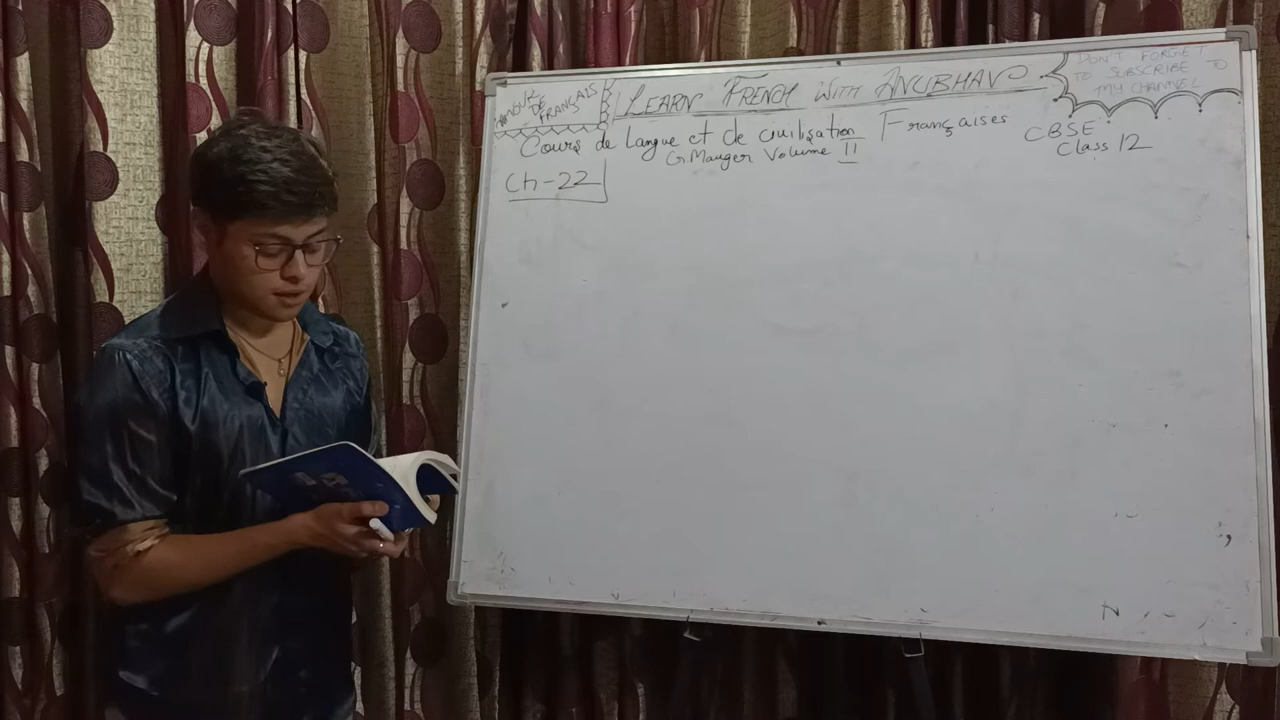 DE
FRANÇAIS
LEARN FRENCH WITH ANUBHAV
DON'T FORGET
TO SUBSCRIBE TO
MY CHANNEL
Cours de Langue et de civilisation Françaises
G. Mauger Volume II
CBSE
Class 12
Ch-22